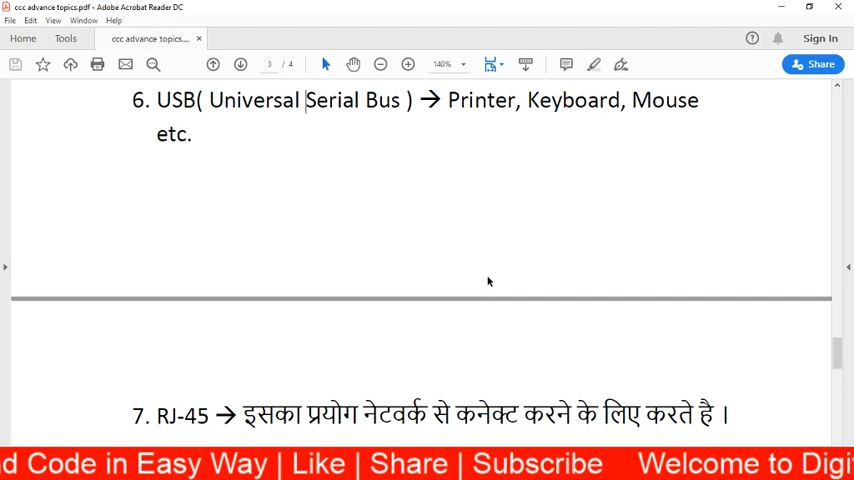 ccc advance topics.pdf - Adobe Acrobat Reader DC
File Edit View Window Help
Home Tools ccc advance topics.... × Sign In
3 / 4 140% Share
6. USB( Universal Serial Bus ) → Printer, Keyboard, Mouse
etc.
7. RJ-45 → इसका प्रयोग नेटवर्क से कनेक्ट करने के लिए करते है ।
nd Code in Easy Way | Like | Share | Subscribe Welcome to Digi